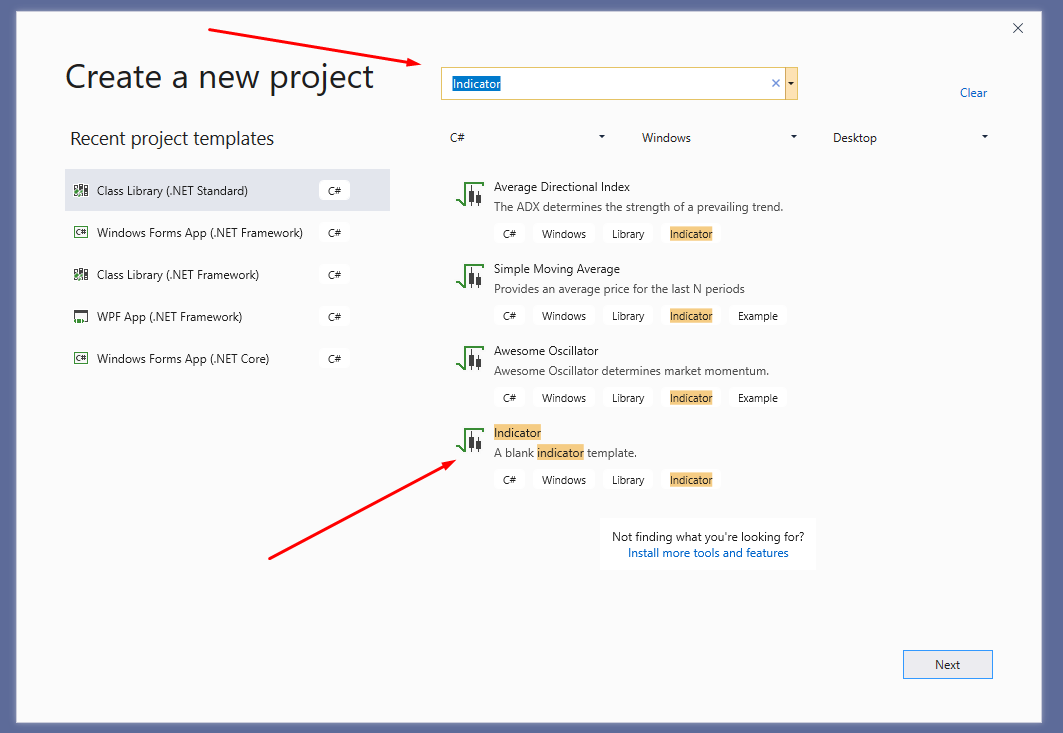 Create a new project
Indicator
Clear
Recent project templates
C#
Windows
Desktop
Class Library (.NET Standard)
C#
Windows Forms App (.NET Framework)
C#
Class Library (.NET Framework)
C#
WPF App (.NET Framework)
C#
Windows Forms App (.NET Core)
C#
Average Directional Index
The ADX determines the strength of a prevailing trend.
C# Windows Library Indicator
Simple Moving Average
Provides an average price for the last N periods
C# Windows Library Indicator Example
Awesome Oscillator
Awesome Oscillator determines market momentum.
C# Windows Library Indicator Example
Indicator
A blank indicator template.
C# Windows Library Indicator
Not finding what you're looking for?
Install more tools and features
Next